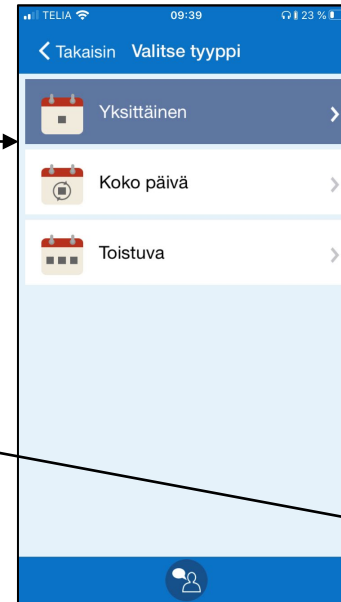 TELIA 09:39 23 %
Takaisin Valitse tyyppi
Yksittäinen
Koko päivä
Toistuva